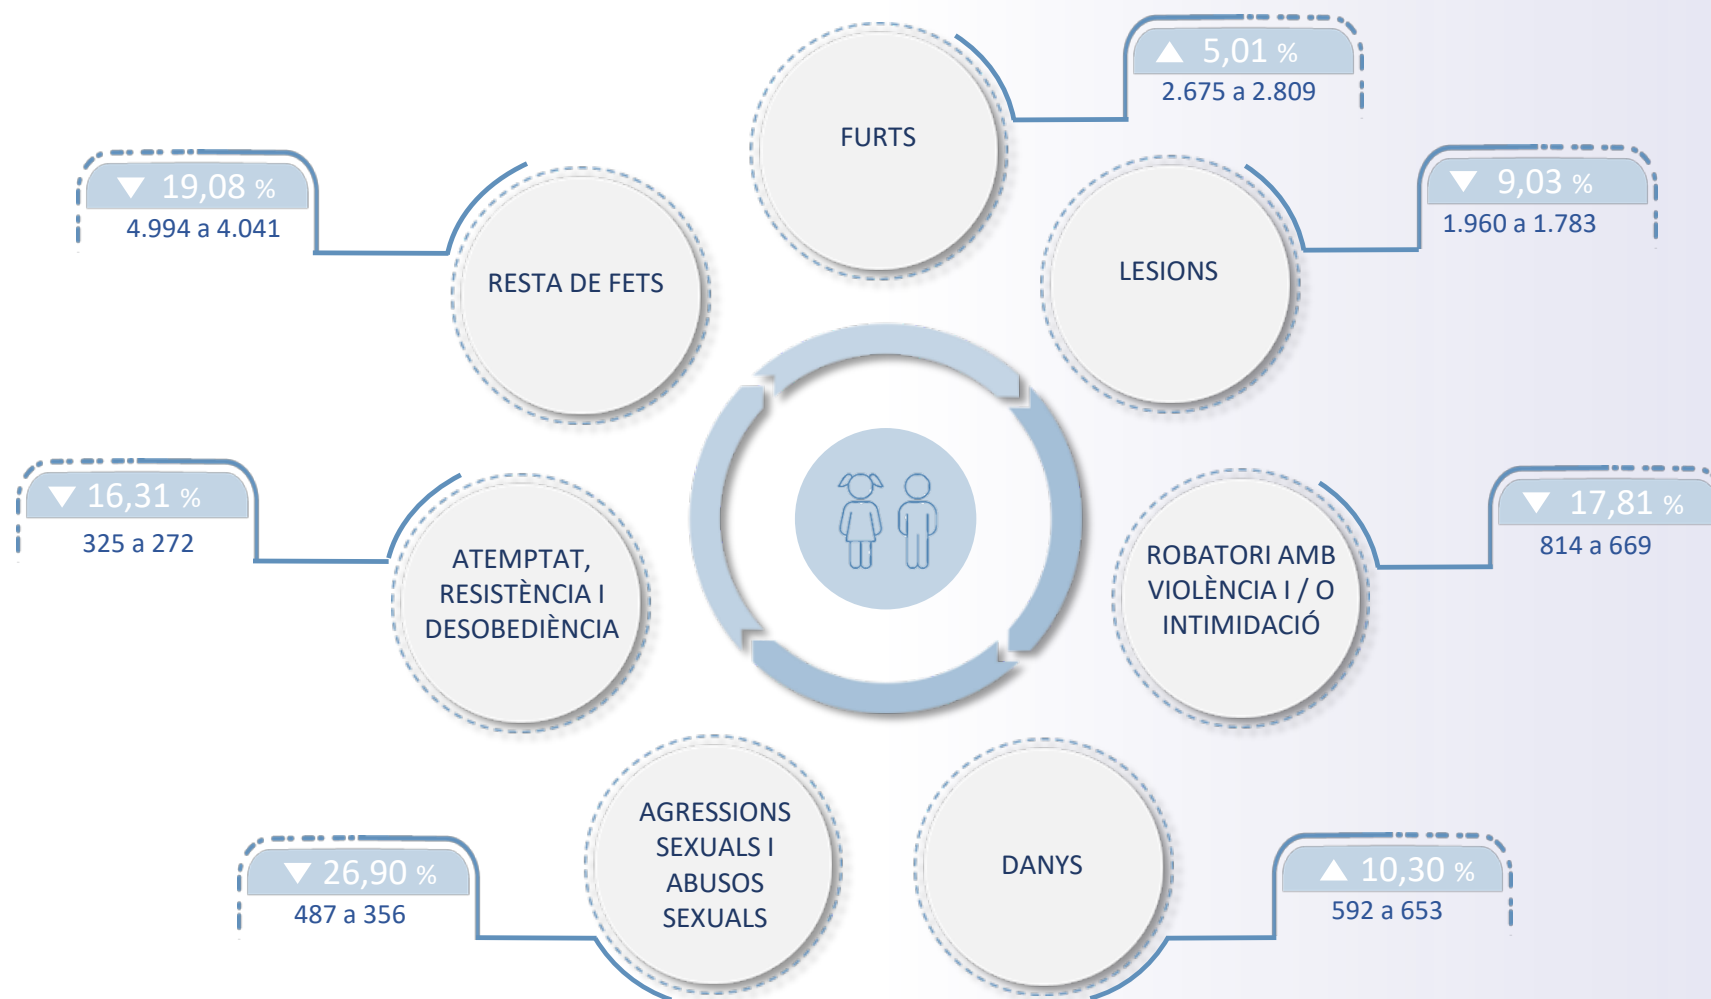 ▲ 5,01 %
2.675 a 2.809
FURTS
▼ 9,03 %
1.960 a 1.783
LESIONS
▼ 17,81 %
814 a 669
ROBATORI AMB
VIOLÈNCIA I / O
INTIMIDACIÓ
▲ 10,30 %
592 a 653
DANYS
▼ 26,90 %
487 a 356
AGRESSIONS
SEXUALS I
ABUSOS
SEXUALS
▼ 16,31 %
325 a 272
ATEMPTAT,
RESISTÈNCIA I
DESOBEDIÈNCIA
▼ 19,08 %
4.994 a 4.041
RESTA DE FETS